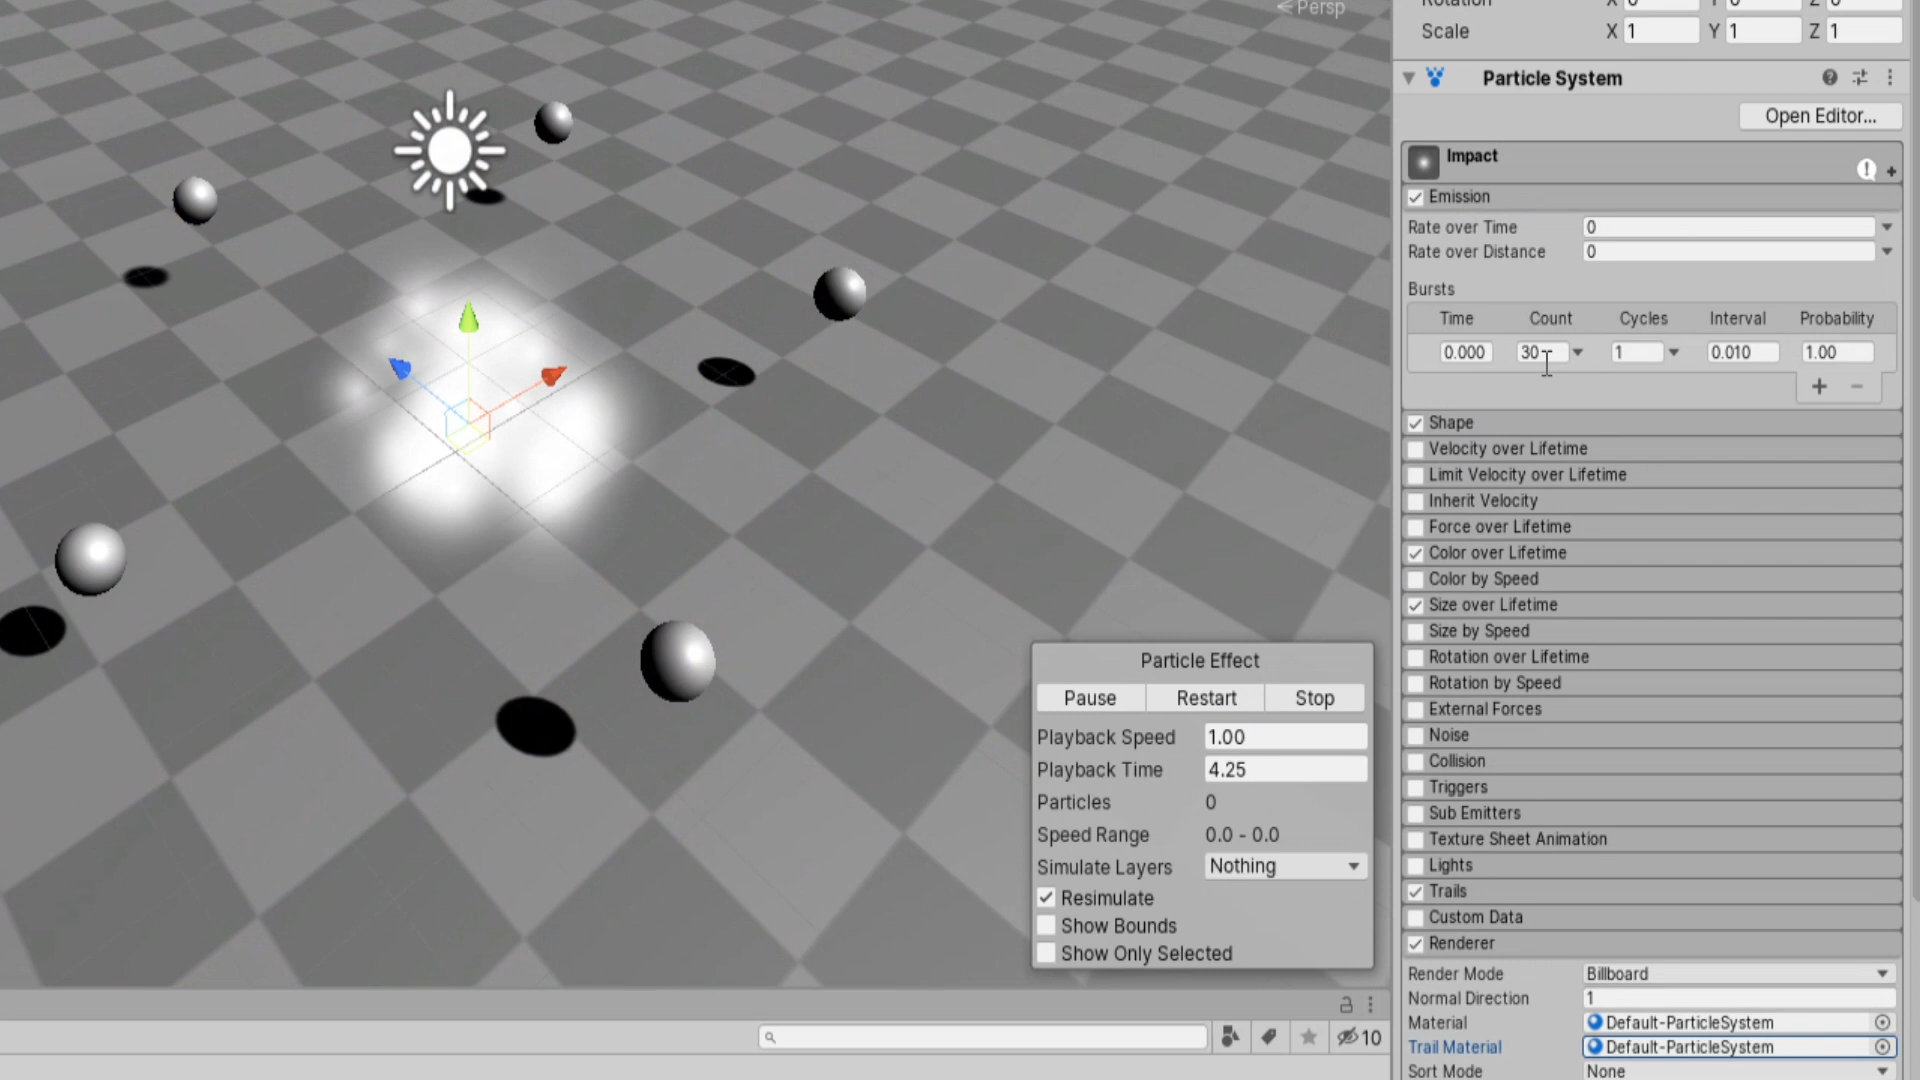 Persp
Rotation X 0 Y 0 Z 0
Scale X 1 Y 1 Z 1
Particle System
Open Editor...
Impact
Emission
Rate over Time 0
Rate over Distance 0
Bursts
Time Count Cycles Interval Probability
0.000 30 1 0.010 1.00
Shape
Velocity over Lifetime
Limit Velocity over Lifetime
Inherit Velocity
Force over Lifetime
Color over Lifetime
Color by Speed
Size over Lifetime
Size by Speed
Rotation over Lifetime
Rotation by Speed
External Forces
Noise
Collision
Triggers
Sub Emitters
Texture Sheet Animation
Lights
Trails
Custom Data
Renderer
Render Mode Billboard
Normal Direction 1
Material Default-ParticleSystem
Trail Material Default-ParticleSystem
Sort Mode None
Particle Effect
Pause Restart Stop
Playback Speed 1.00
Playback Time 4.25
Particles 0
Speed Range 0.0 - 0.0
Simulate Layers Nothing
Resimulate
Show Bounds
Show Only Selected
10